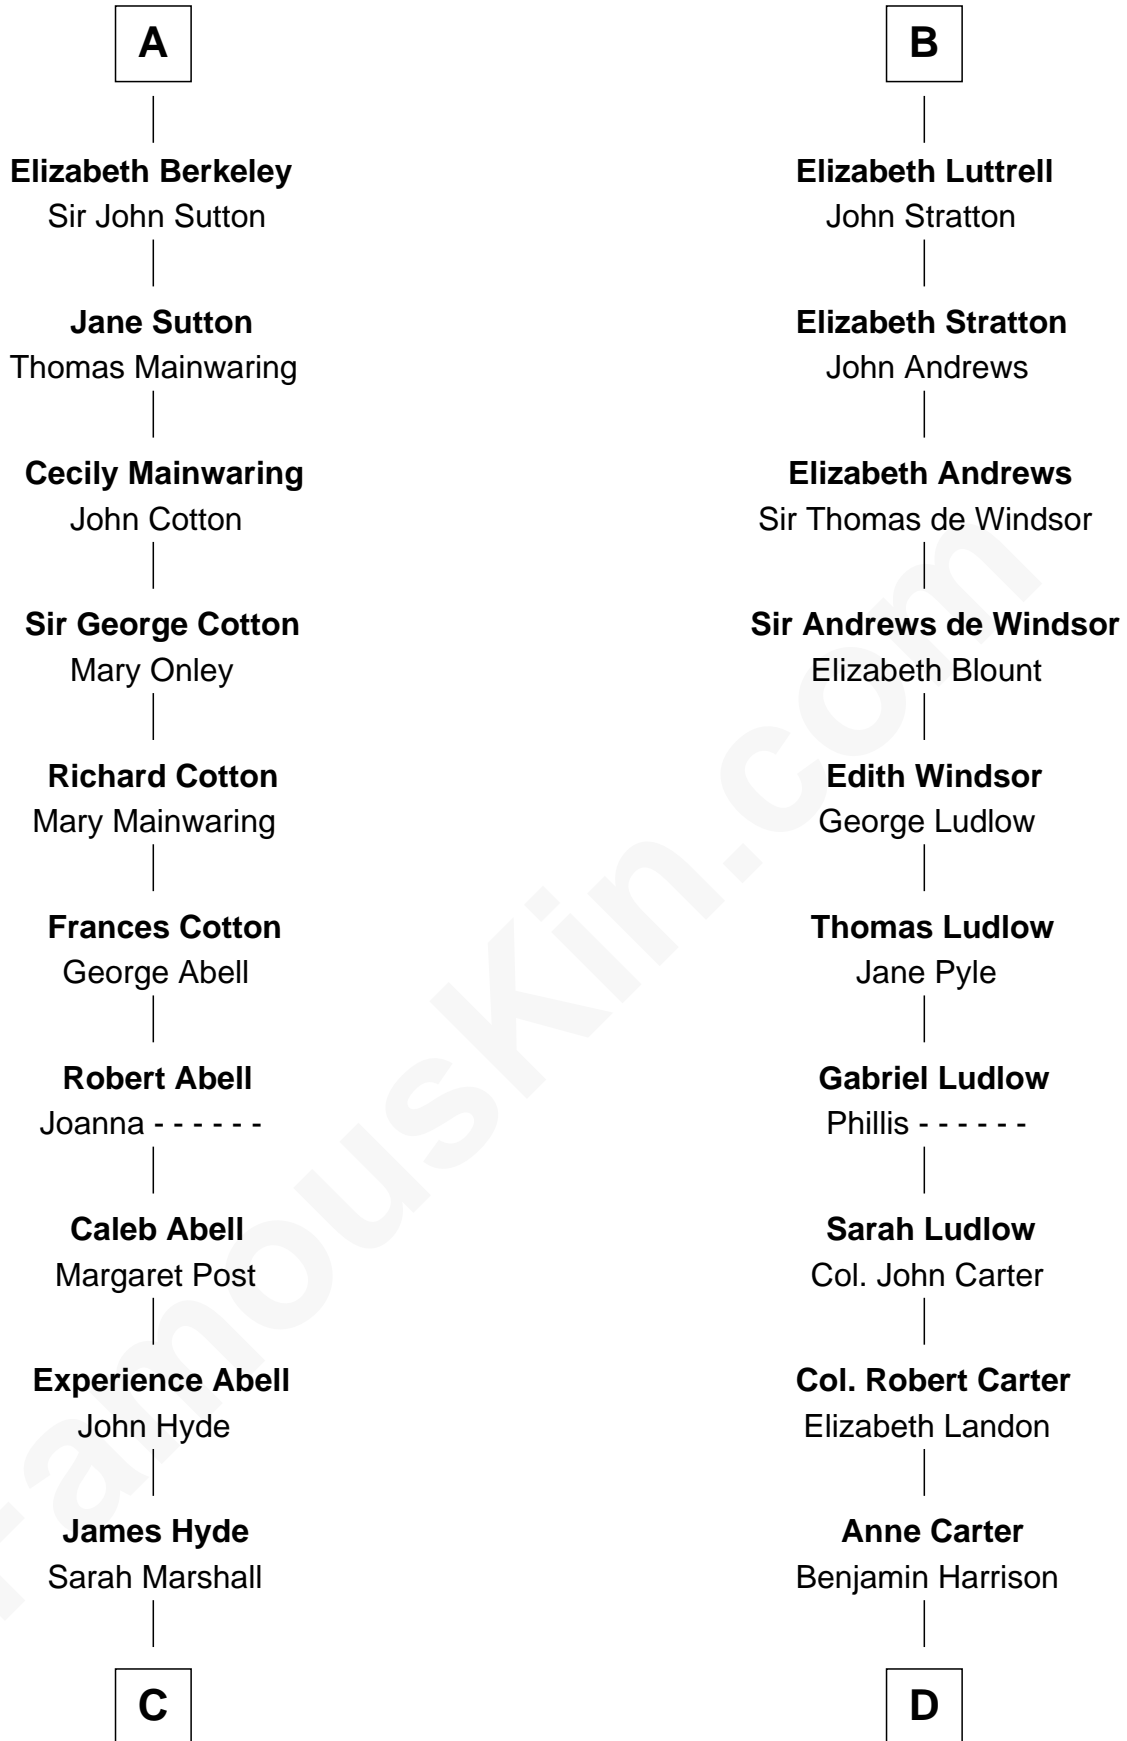 A
Elizabeth Berkeley
Sir John Sutton
Jane Sutton
Thomas Mainwaring
Cecily Mainwaring
John Cotton
Sir George Cotton
Mary Onley
Richard Cotton
Mary Mainwaring
Frances Cotton
George Abell
Robert Abell
Joanna - - - - - -
Caleb Abell
Margaret Post
Experience Abell
John Hyde
James Hyde
Sarah Marshall
C
B
Elizabeth Luttrell
John Stratton
Elizabeth Stratton
John Andrews
Elizabeth Andrews
Sir Thomas de Windsor
Sir Andrews de Windsor
Elizabeth Blount
Edith Windsor
George Ludlow
Thomas Ludlow
Jane Pyle
Gabriel Ludlow
Phillis - - - - - -
Sarah Ludlow
Col. John Carter
Col. Robert Carter
Elizabeth Landon
Anne Carter
Benjamin Harrison
D
FamousKin.com